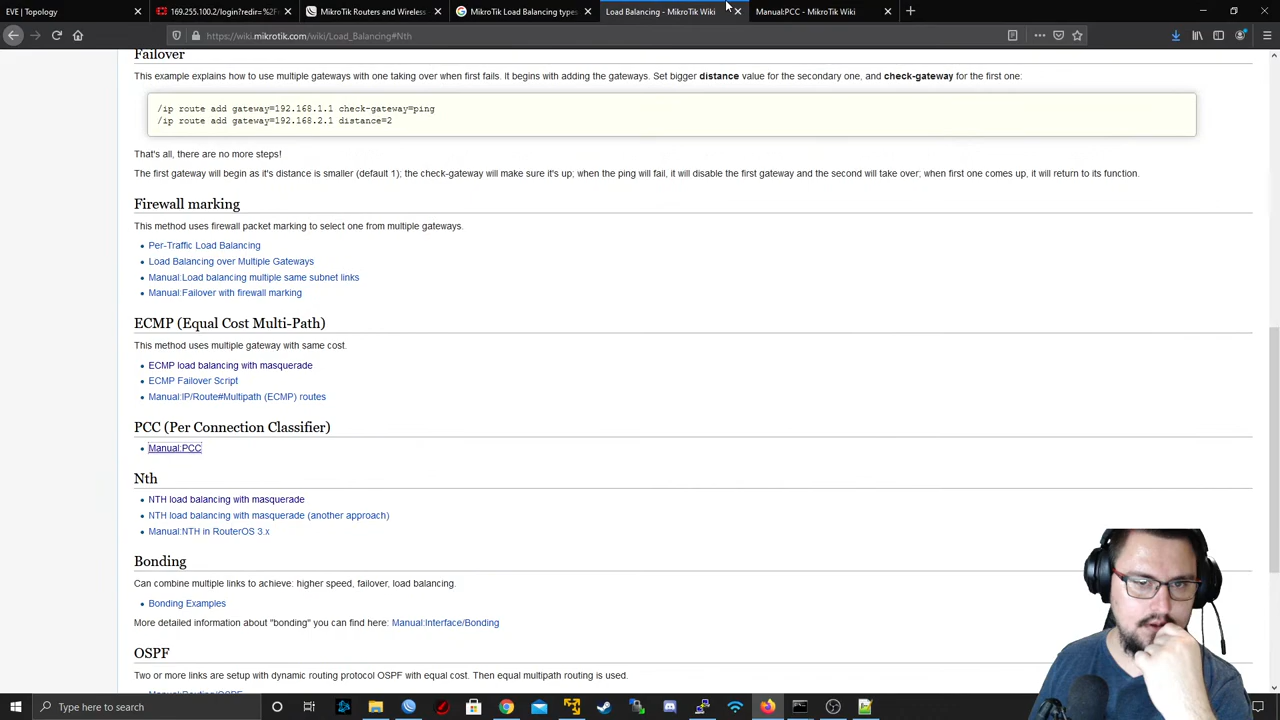 EVE | Topology
169.255.100.2/login?redir=%2F
MikroTik Routers and Wireless
MikroTik Load Balancing types
Load Balancing - MikroTik Wiki
Manual:PCC - MikroTik Wiki
https://wiki.mikrotik.com/wiki/Load_Balancing#Nth
Failover
This example explains how to use multiple gateways with one taking over when first fails. It begins with adding the gateways. Set bigger distance value for the secondary one, and check-gateway for the first one:
/ip route add gateway=192.168.1.1 check-gateway=ping
/ip route add gateway=192.168.2.1 distance=2
That's all, there are no more steps!
The first gateway will begin as it's distance is smaller (default 1); the check-gateway will make sure it's up; when the ping will fail, it will disable the first gateway and the second will take over; when first one comes up, it will return to its function.
Firewall marking
This method uses firewall packet marking to select one from multiple gateways.
Per-Traffic Load Balancing
Load Balancing over Multiple Gateways
Manual:Load balancing multiple same subnet links
Manual:Failover with firewall marking
ECMP (Equal Cost Multi-Path)
This method uses multiple gateway with same cost.
ECMP load balancing with masquerade
ECMP Failover Script
Manual:IP/Route#Multipath (ECMP) routes
PCC (Per Connection Classifier)
Manual:PCC
Nth
NTH load balancing with masquerade
NTH load balancing with masquerade (another approach)
Manual:NTH in RouterOS 3.x
Bonding
Can combine multiple links to achieve: higher speed, failover, load balancing.
Bonding Examples
More detailed information about "bonding" you can find here: Manual:Interface/Bonding
OSPF
Two or more links are setup with dynamic routing protocol OSPF with equal cost. Then equal multipath routing is used.
Manual:Routing/OSPF
Type here to search